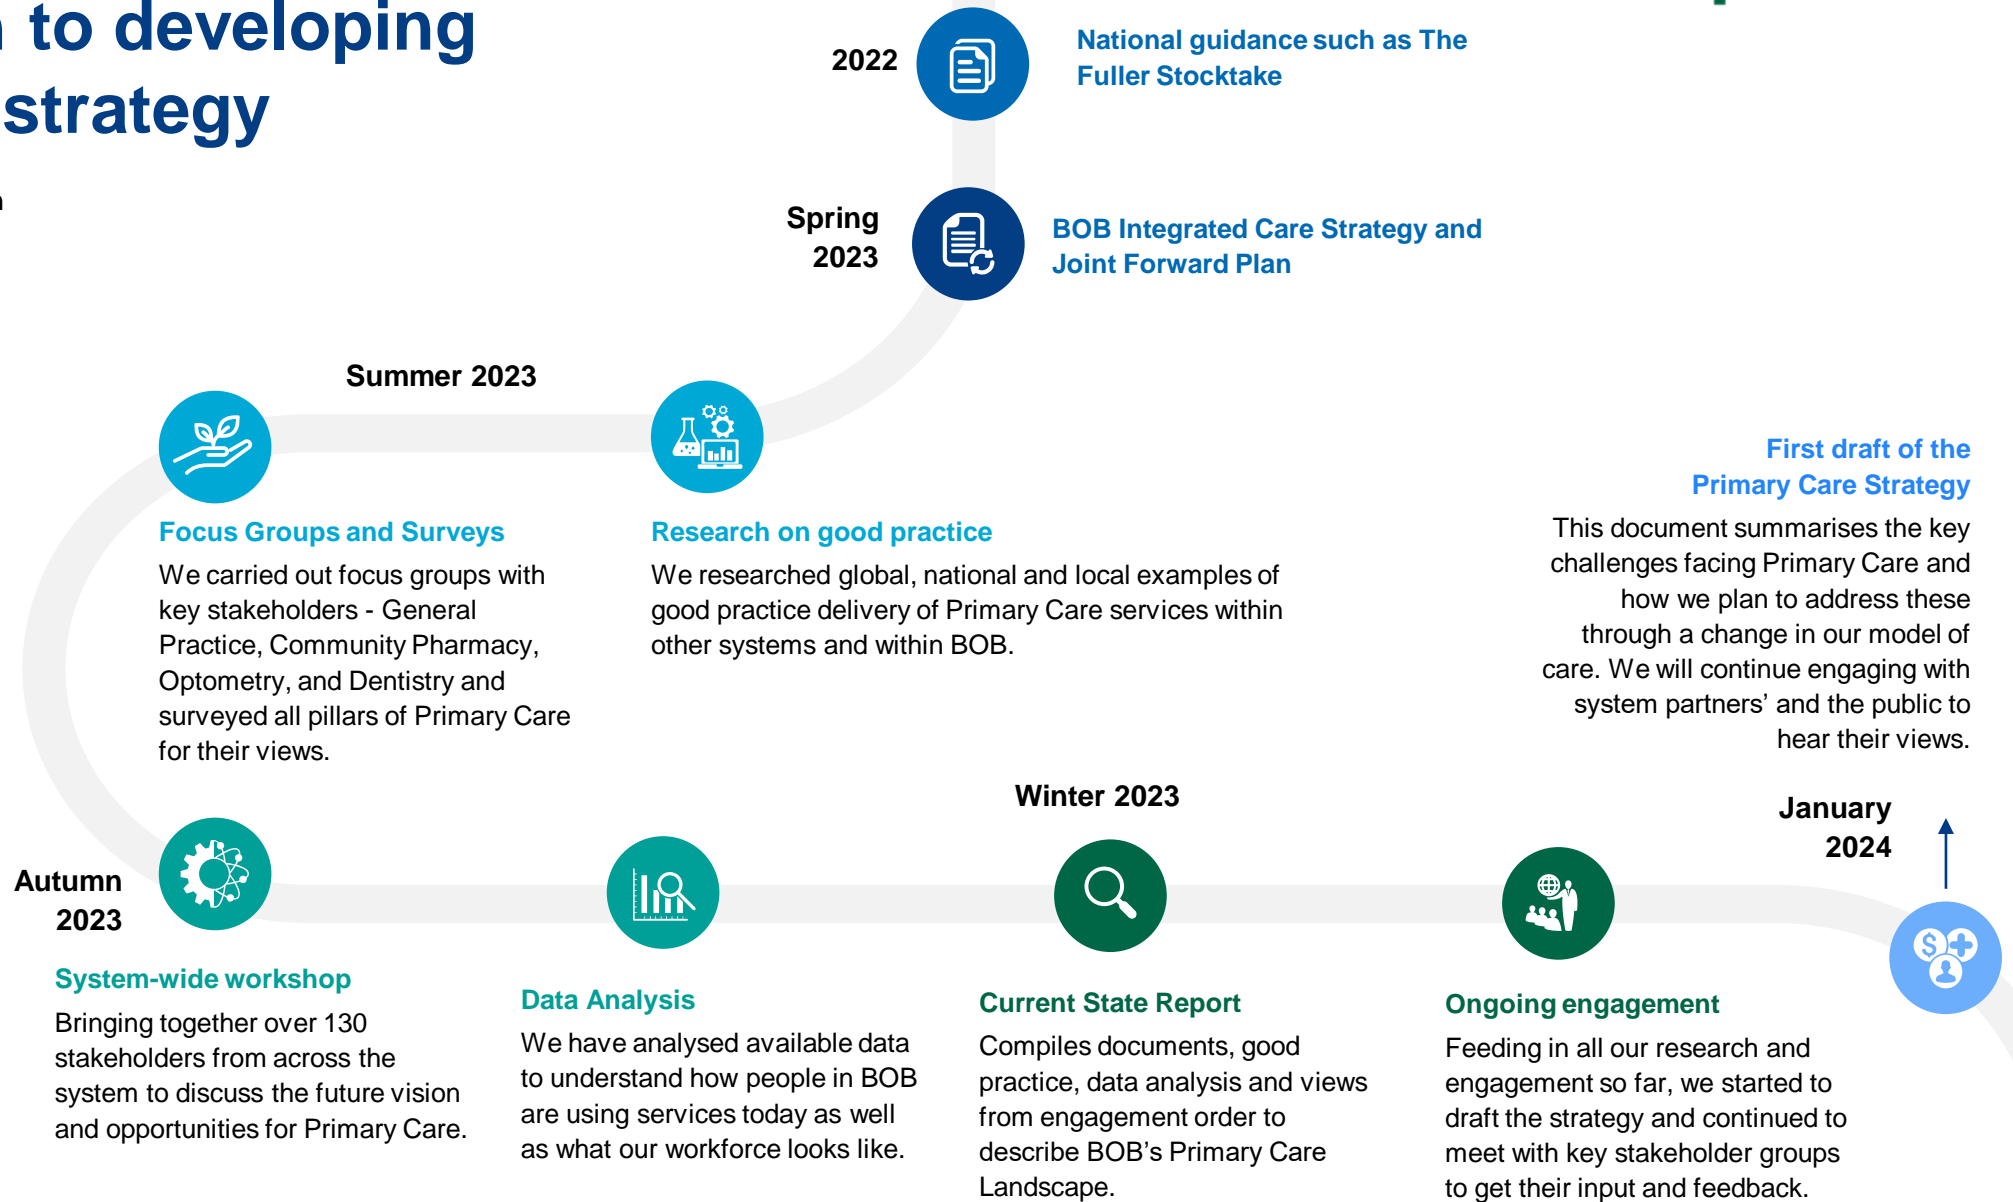 to developing
strategy
2022
National guidance such as The
Fuller Stocktake
Spring
2023
BOB Integrated Care Strategy and
Joint Forward Plan
Summer 2023
Focus Groups and Surveys
We carried out focus groups with
key stakeholders - General
Practice, Community Pharmacy,
Optometry, and Dentistry and
surveyed all pillars of Primary Care
for their views.
Research on good practice
We researched global, national and local examples of
good practice delivery of Primary Care services within
other systems and within BOB.
First draft of the
Primary Care Strategy
This document summarises the key
challenges facing Primary Care and
how we plan to address these
through a change in our model of
care. We will continue engaging with
system partners’ and the public to
hear their views.
January
2024
Autumn
2023
System-wide workshop
Bringing together over 130
stakeholders from across the
system to discuss the future vision
and opportunities for Primary Care.
Data Analysis
We have analysed available data
to understand how people in BOB
are using services today as well
as what our workforce looks like.
Winter 2023
Current State Report
Compiles documents, good
practice, data analysis and views
from engagement order to
describe BOB’s Primary Care
Landscape.
Ongoing engagement
Feeding in all our research and
engagement so far, we started to
draft the strategy and continued to
meet with key stakeholder groups
to get their input and feedback.